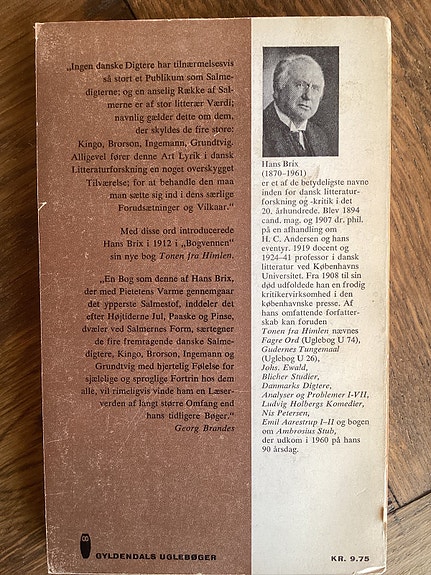 „Ingen danske Digtere har tilnærmelsesvis
så stort et Publikum som Salme-
digterne; og en anselig Række af Sal-
merne er af stor litterær Værdi;
navnlig gælder dette om dem,
der skyldes de fire store:
Kingo, Brorson, Ingemann, Grundtvig.
Alligevel fører denne Art Lyrik i dansk
Litteraturforskning en noget overskygget
Tilværelse; for at behandle den maa
man sætte sig ind i dens særlige
Forudsætninger og Vilkaar.“
Med disse ord introducerede
Hans Brix i 1912 i „Bogvennen“
sin nye bog Tonen fra Himlen.
„En Bog som denne af Hans Brix,
der med Pietetens Varme gennemgaar
det ypperste Salmestof, inddeler det
efter Højtiderne Jul, Paaske og Pinse,
dvæler ved Salmernes Form, særtegner
de fire fremragende danske Salme-
digtere, Kingo, Brorson, Ingemann og
Grundtvig med hjertelig Følelse for
sjælelige og sproglige Fortrin hos dem
alle, vil rimeligvis vinde ham en Læser-
verden af langt større Omfang end
hans tidligere Bøger.“
Georg Brandes
GYLDENDALS UGLEBØGER
Hans Brix
(1870–1961)
er et af de betydeligste navne
inden for dansk litteratur-
forskning og -kritik i det
20. århundrede. Blev 1894
cand. mag. og 1907 dr. phil.
på en afhandling om
H. C. Andersen og hans
eventyr. 1919 docent og
1924–41 professor i dansk
litteratur ved Københavns
Universitet. Fra 1908 til sin
død udfoldede han en frodig
kritikervirksomhed i den
københavnske presse. Af
hans omfattende forfatter-
skab kan foruden
Tonen fra Himlen nævnes
Fagre Ord (Uglebog U 74),
Gudernes Tungemaal
(Uglebog U 26),
Johs. Ewald,
Blicher Studier,
Danmarks Digtere,
Analyser og Problemer I-VII,
Ludvig Holbergs Komedier,
Nis Petersen,
Emil Aarestrup I–II og bogen
om Ambrosius Stub,
der udkom i 1960 på hans
90 årsdag.
KR. 9.75